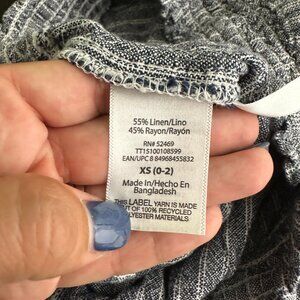 55% Linen/Lino
45% Rayon/Rayón
RN# 52469
TT15100108599
EAN/UPC 8 84968455832
XS (0-2)
Made In/Hecho En
Bangladesh
This LABEL YARN IS MADE
OUT OF 100% RECYCLED
POLYESTER MATERIALS